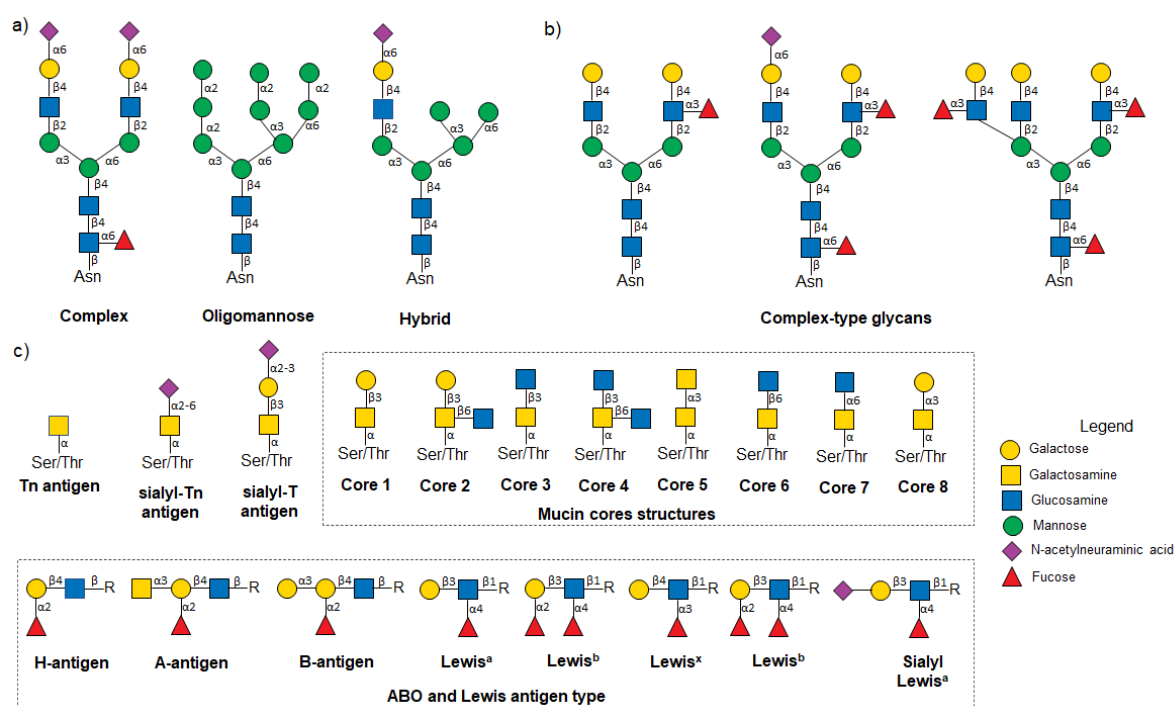 a)
α6
α6
β4
β4
β2
β2
α3
α6
β4
β4
α6
β
Asn
Complex
α2
α2
α2
α2
α3
α6
α3
α6
β4
β4
β
Asn
Oligomannose
α6
β4
β2
α3
α6
α3
α6
β4
β4
β
Asn
Hybrid
b)
β4
β4
α3
β2
β2
α3
α6
β4
β4
β
Asn
α6
β4
β4
α3
β2
β2
α3
α6
β4
β4
α6
β
Asn
β4
β4
β4
α3
α3
β2
β2
α3
α6
β4
β4
α6
β
Asn
Complex-type glycans
c)
α
Ser/Thr
Tn antigen
α2-6
α
Ser/Thr
sialyl-Tn
antigen
α2-3
β3
α
Ser/Thr
sialyl-T
antigen
β3
α
Ser/Thr
Core 1
β3
β6
α
Ser/Thr
Core 2
β3
α
Ser/Thr
Core 3
β3
β6
α
Ser/Thr
Core 4
α3
α
Ser/Thr
Core 5
β6
α
Ser/Thr
Core 6
α6
α
Ser/Thr
Core 7
α3
α
Ser/Thr
Core 8
Mucin cores structures
Legend
Galactose
Galactosamine
Glucosamine
Mannose
N-acetylneuraminic acid
Fucose
β4 β R
α2
H-antigen
α3 β4 β R
α2
A-antigen
α3 β4 β R
α2
B-antigen
β3 β1 R
α4
Lewisᵃ
β3 β1 R
α2 α4
Lewisᵇ
β4 β1 R
α3
Lewisˣ
β3 β1 R
α2 α4
Lewisᵇ
β3 β1 R
α4
Sialyl
Lewisᵃ
ABO and Lewis antigen type